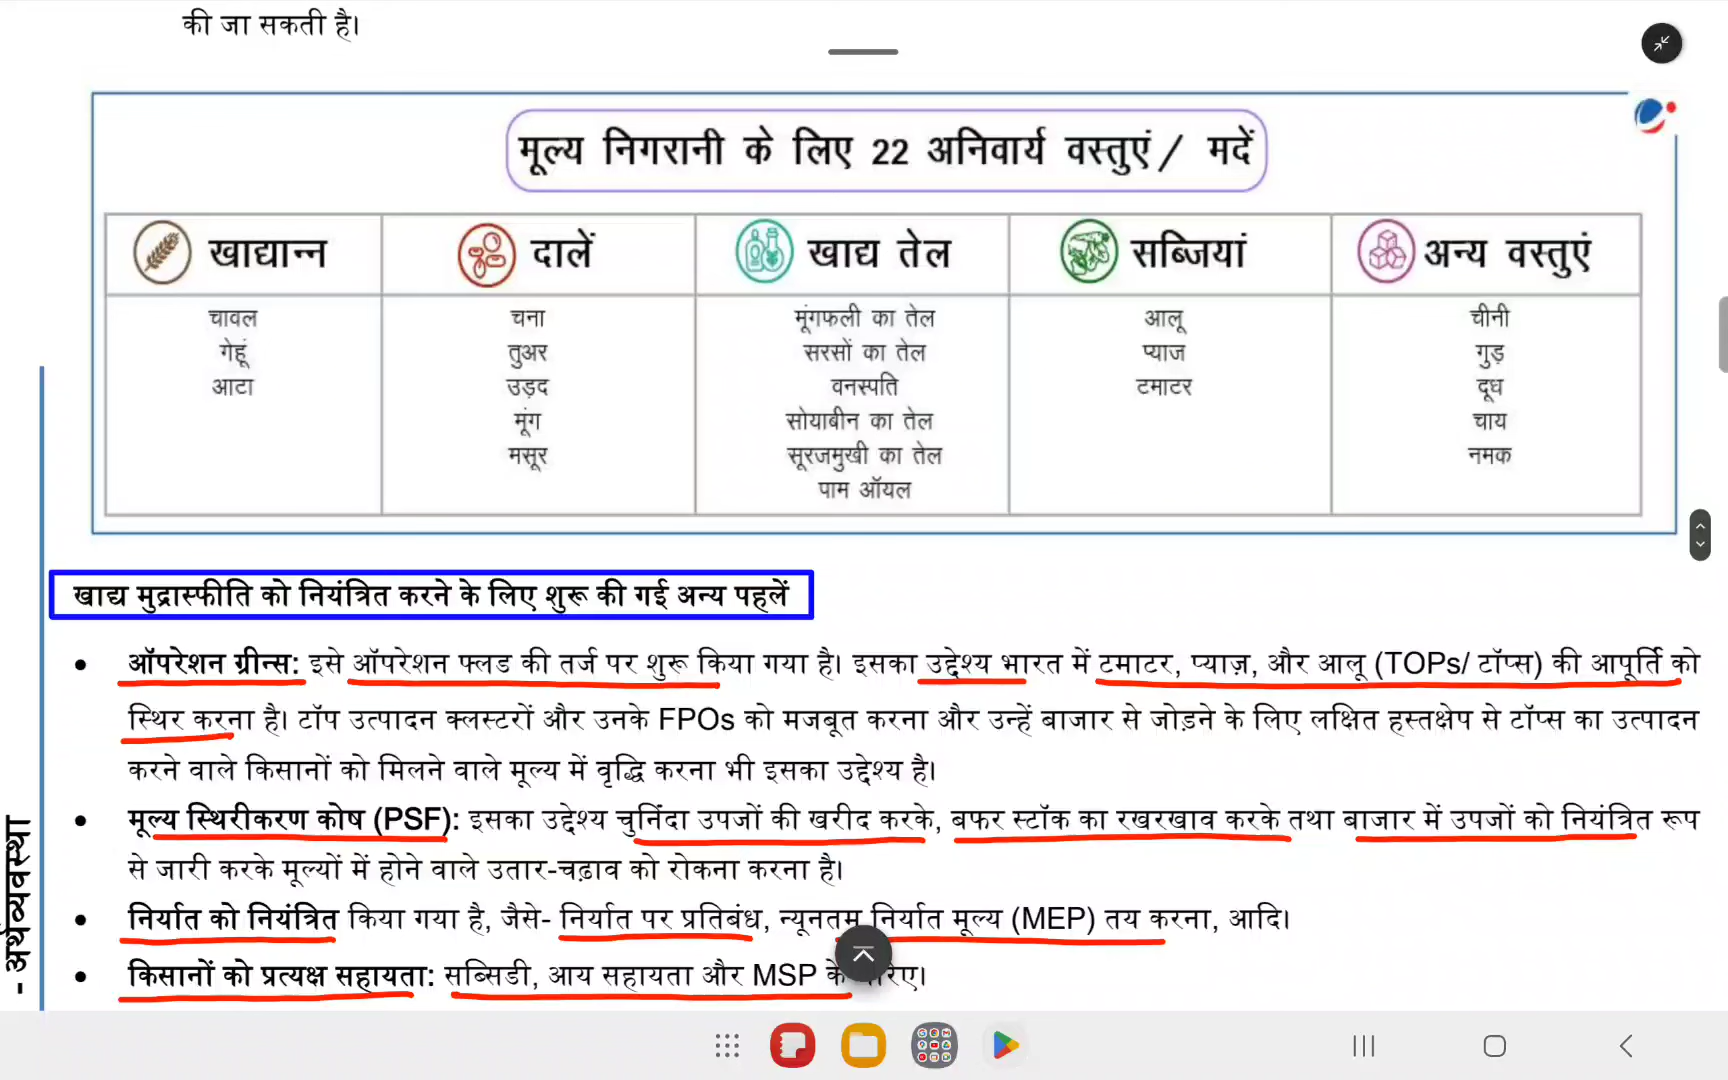 की जा सकती है।
मूल्य निगरानी के लिए 22 अनिवार्य वस्तुएं / मदें
खाद्यान्न
चावल
गेहूं
आटा
दालें
चना
तुअर
उड़द
मूंग
मसूर
खाद्य तेल
मूंगफली का तेल
सरसों का तेल
वनस्पति
सोयाबीन का तेल
सूरजमुखी का तेल
पाम ऑयल
सब्जियां
आलू
प्याज
टमाटर
अन्य वस्तुएं
चीनी
गुड़
दूध
चाय
नमक
खाद्य मुद्रास्फीति को नियंत्रित करने के लिए शुरू की गई अन्य पहलें
• ऑपरेशन ग्रीन्स: इसे ऑपरेशन फ्लड की तर्ज पर शुरू किया गया है। इसका उद्देश्य भारत में टमाटर, प्याज़, और आलू (TOPs/ टॉप्स) की आपूर्ति को
स्थिर करना है। टॉप उत्पादन क्लस्टरों और उनके FPOs को मजबूत करना और उन्हें बाजार से जोड़ने के लिए लक्षित हस्तक्षेप से टॉप्स का उत्पादन
करने वाले किसानों को मिलने वाले मूल्य में वृद्धि करना भी इसका उद्देश्य है।
• मूल्य स्थिरीकरण कोष (PSF): इसका उद्देश्य चुनिंदा उपजों की खरीद करके, बफर स्टॉक का रखरखाव करके तथा बाजार में उपजों को नियंत्रित रूप
से जारी करके मूल्यों में होने वाले उतार-चढ़ाव को रोकना करना है।
• निर्यात को नियंत्रित किया गया है, जैसे- निर्यात पर प्रतिबंध, न्यूनतम निर्यात मूल्य (MEP) तय करना, आदि।
• किसानों को प्रत्यक्ष सहायता: सब्सिडी, आय सहायता और MSP के
- अर्थव्यवस्था